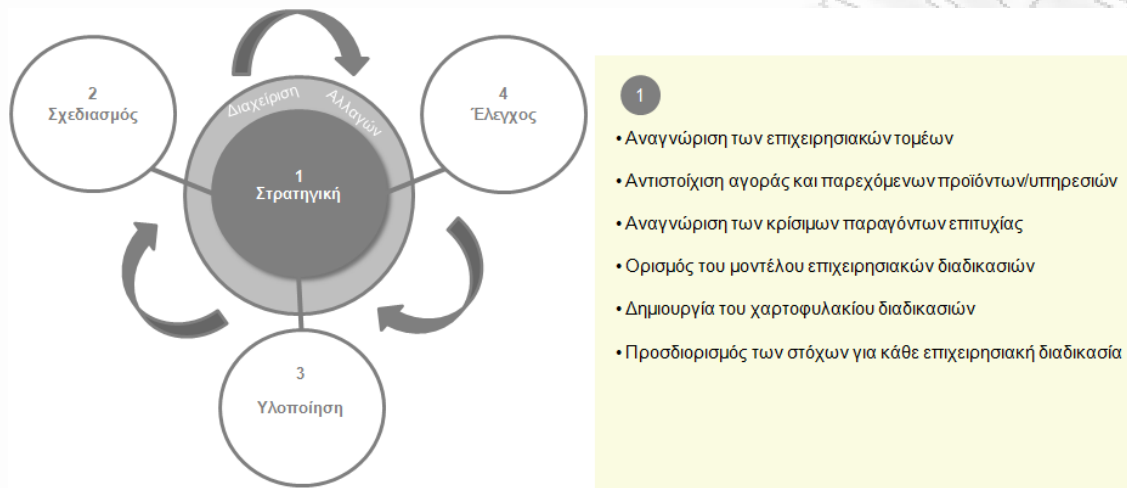 2
Σχεδιασμός
Διαχείριση Αλλαγών
4
Έλεγχος
1
Στρατηγική
3
Υλοποίηση
1
• Αναγνώριση των επιχειρησιακών τομέων
• Αντιστοίχιση αγοράς και παρεχόμενων προϊόντων/υπηρεσιών
• Αναγνώριση των κρίσιμων παραγόντων επιτυχίας
• Ορισμός του μοντέλου επιχειρησιακών διαδικασιών
• Δημιουργία του χαρτοφυλακίου διαδικασιών
• Προσδιορισμός των στόχων για κάθε επιχειρησιακή διαδικασία